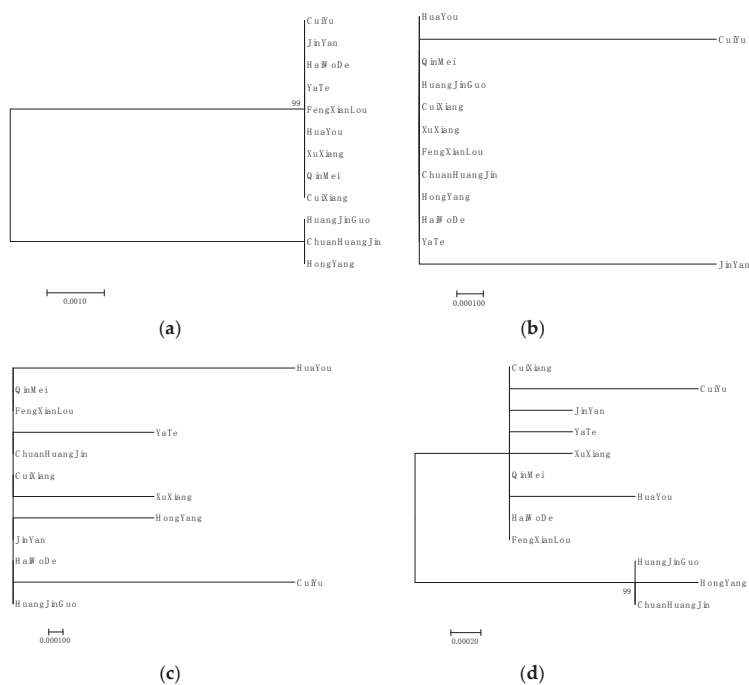 CuiYu
JinYan
HaiWoDe
YaTe
99
FengXianLou
HuaYou
XuXiang
QinMei
CuiXiang
HuangJinGuo
ChuanHuangJin
HongYang
0.0010
(a)
HuaYou
CuiYu
QinMei
HuangJinGuo
CuiXiang
XuXiang
FengXianLou
ChuanHuangJin
HongYang
HaiWoDe
YaTe
JinYan
0.000100
(b)
HuaYou
QinMei
FengXianLou
YaTe
ChuanHuangJin
CuiXiang
XuXiang
HongYang
JinYan
HaiWoDe
CuiYu
HuangJinGuo
0.000100
(c)
CuiXiang
CuiYu
JinYan
YaTe
XuXiang
QinMei
HuaYou
HaiWoDe
FengXianLou
HuangJinGuo
HongYang
99
ChuanHuangJin
0.00020
(d)